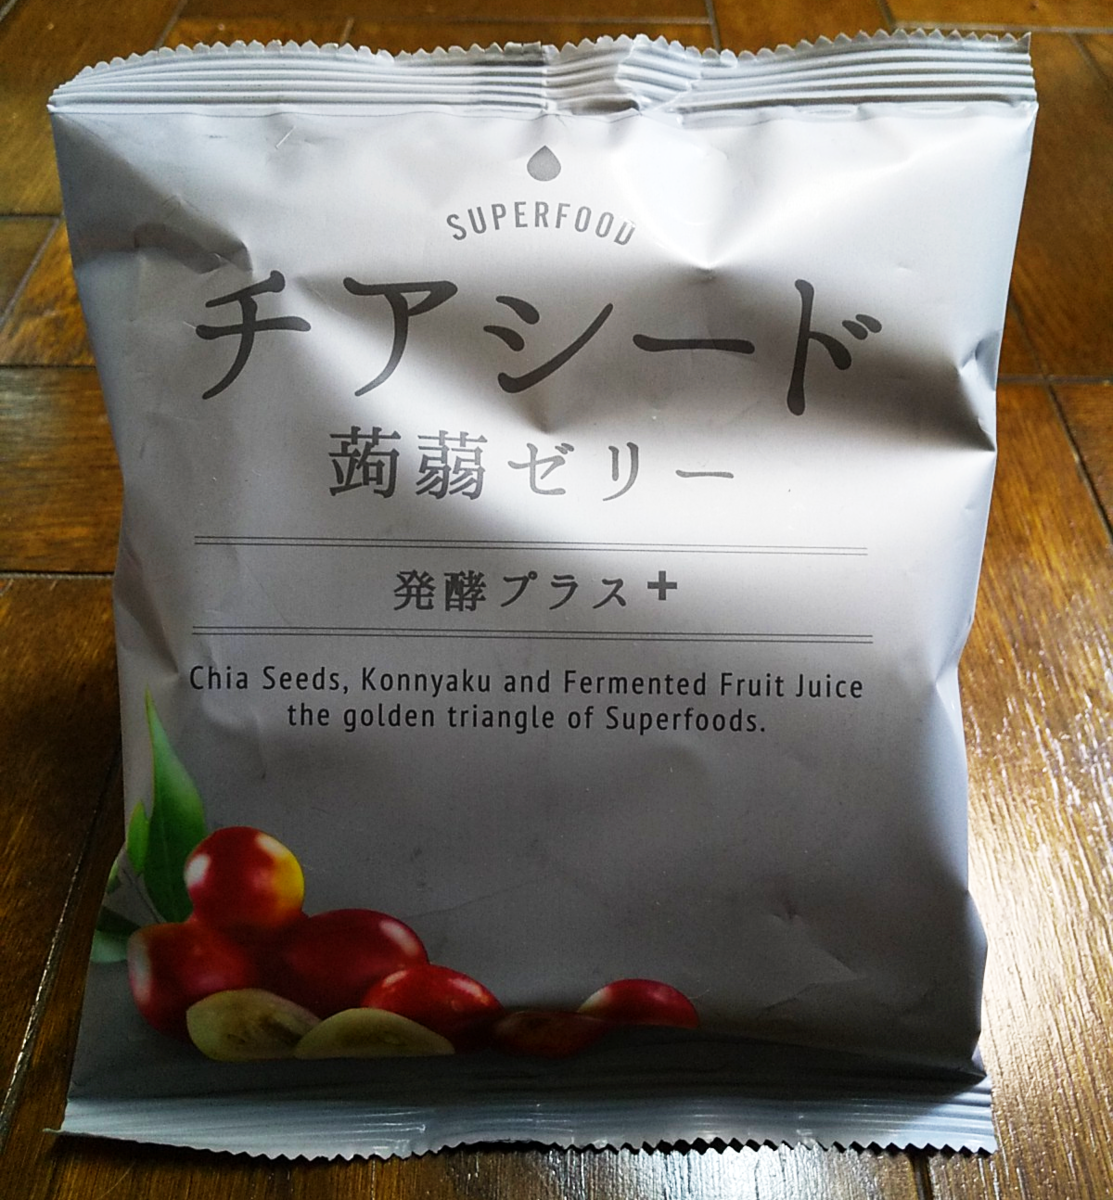 SUPERFOOD
チアシード
蒟蒻ゼリー
発酵プラス+
Chia Seeds, Konnyaku and Fermented Fruit Juice
the golden triangle of Superfoods.